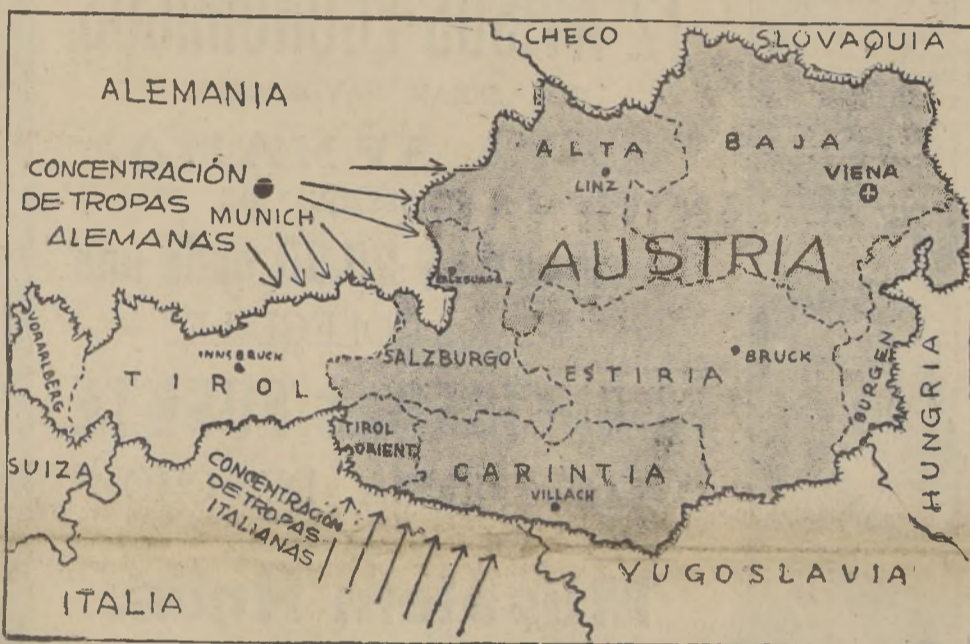 CHECO SLOVAQUIA
ALEMANIA
CONCENTRACIÓN
DE TROPAS
ALEMANAS
MUNICH
ALTA
LINZ
BAJA
VIENA
AUSTRIA
SALZBURGO
VORARLBERG
INNSBRUCK
TIROL
ESTIRIA
BRUCK
BURGEN
HUNGRIA
TIROL
ORIENT.
CARINTIA
VILLACH
SUIZA
CONCENTRACIÓN
DE TROPAS
ITALIANAS
YUGOSLAVIA
ITALIA